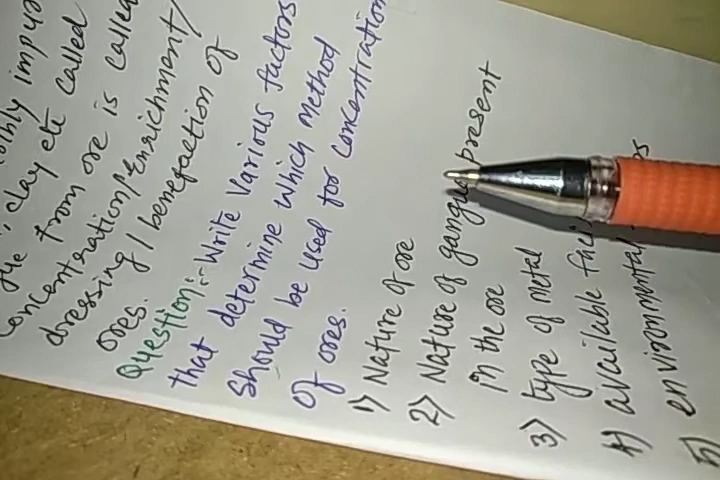 impur
clay etc called
from ore is called
Concentration/Enrichment/
dressing/benefaction of
ores.
Question:- Write Various factors
that determine which Method
Should be used for Concentration
of ores.
1) Nature of ore
2) Nature of gangue present
in the ore
3) type of metal
4) available
5) environmental